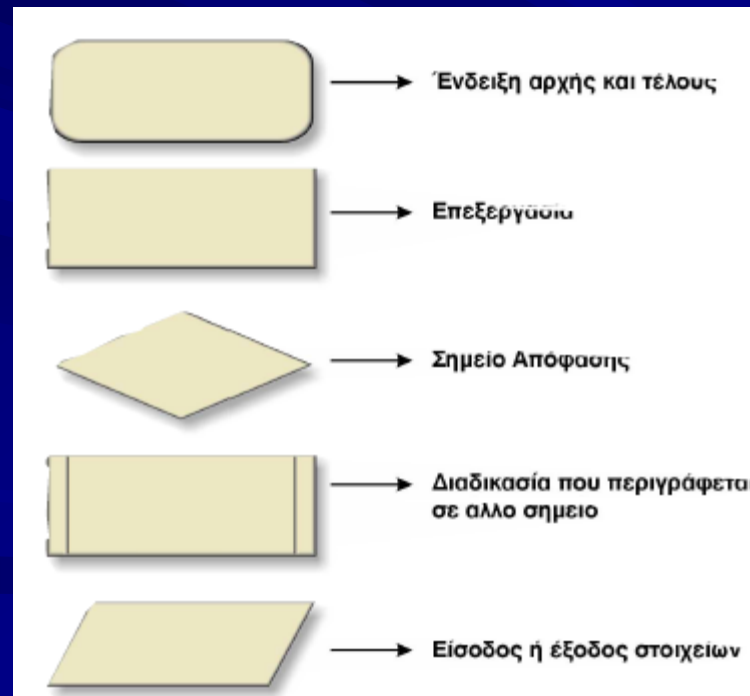 Ένδειξη αρχής και τέλους
Επεξεργασία
Σημείο Απόφασης
Διαδικασία που περιγράφεται
σε αλλο σημειο
Είσοδος ή έξοδος στοιχείων